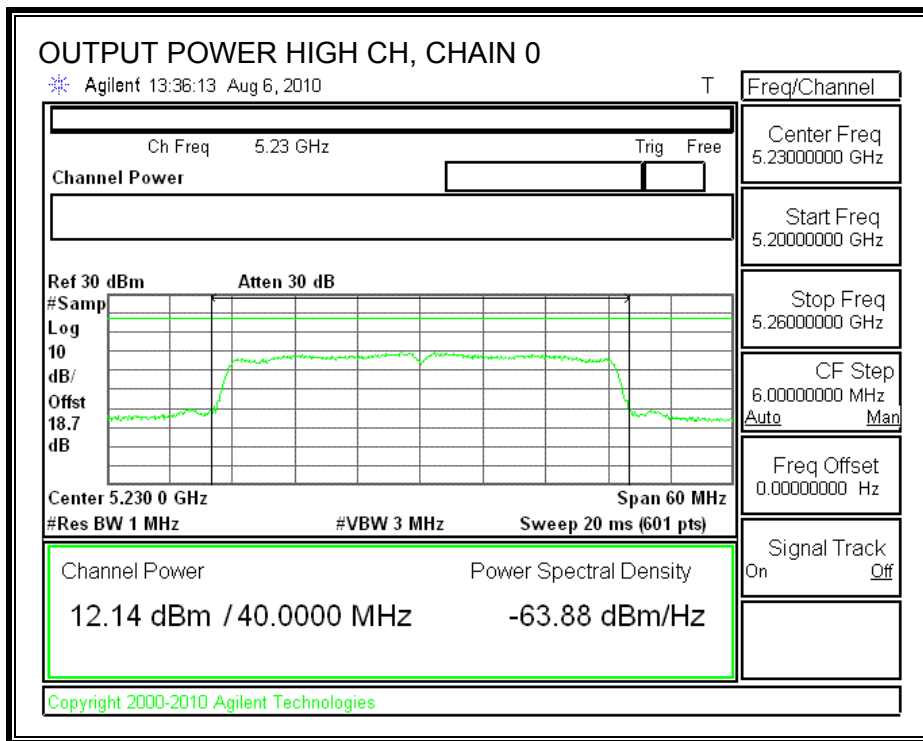 OUTPUT POWER HIGH CH, CHAIN 0
Agilent 13:36:13 Aug 6, 2010 T
Freq/Channel
Ch Freq 5.23 GHz Trig Free
Channel Power
Center Freq
5.23000000 GHz
Start Freq
5.20000000 GHz
Stop Freq
5.26000000 GHz
CF Step
6.00000000 MHz
Auto Man
Freq Offset
0.00000000 Hz
Signal Track
On Off
Ref 30 dBm Atten 30 dB
#Samp
Log
10
dB/
Offst
18.7
dB
Center 5.230 0 GHz Span 60 MHz
#Res BW 1 MHz #VBW 3 MHz Sweep 20 ms (601 pts)
Channel Power Power Spectral Density
12.14 dBm / 40.0000 MHz -63.88 dBm/Hz
Copyright 2000-2010 Agilent Technologies